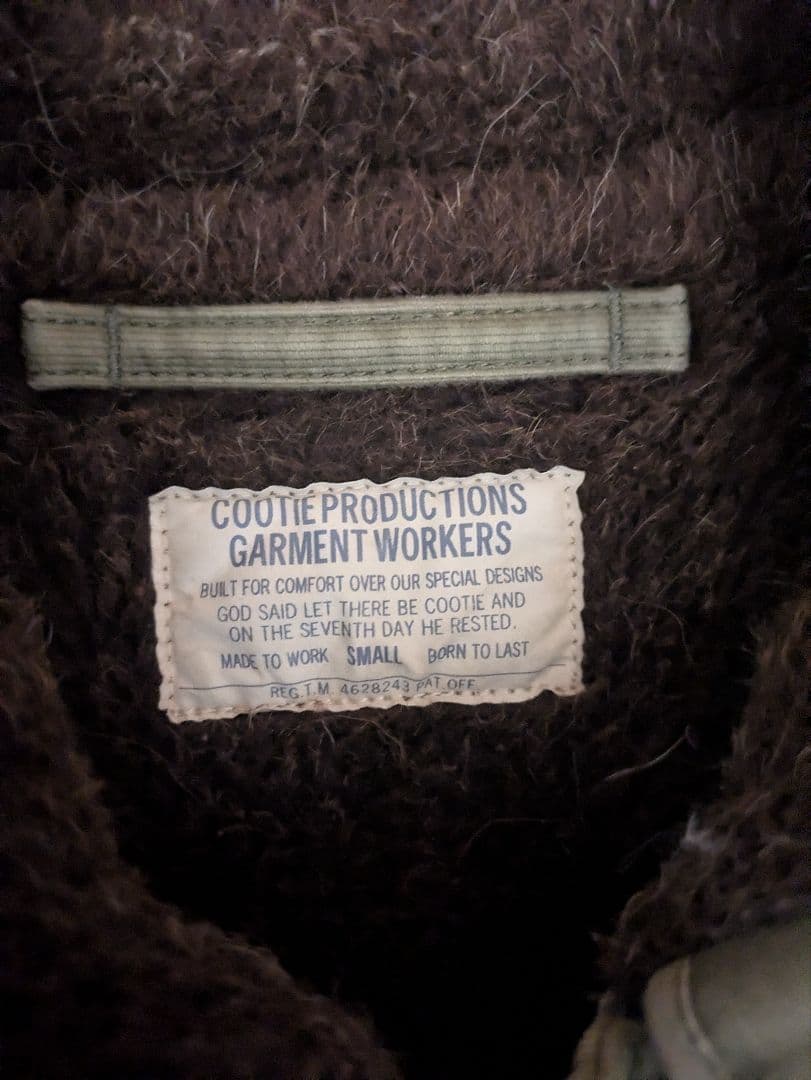 COOTIE PRODUCTIONS
GARMENT WORKERS
BUILT FOR COMFORT OVER OUR SPECIAL DESIGNS
GOD SAID LET THERE BE COOTIE AND
ON THE SEVENTH DAY HE RESTED.
MADE TO WORK SMALL BORN TO LAST
REG.T.M. 4628243 PAT.OFF.